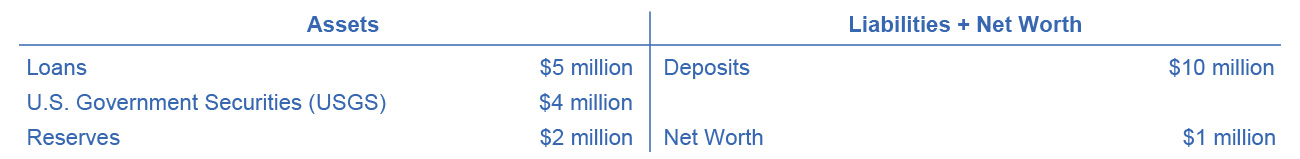 Assets Liabilities + Net Worth
Loans $5 million Deposits $10 million
U.S. Government Securities (USGS) $4 million
Reserves $2 million Net Worth $1 million